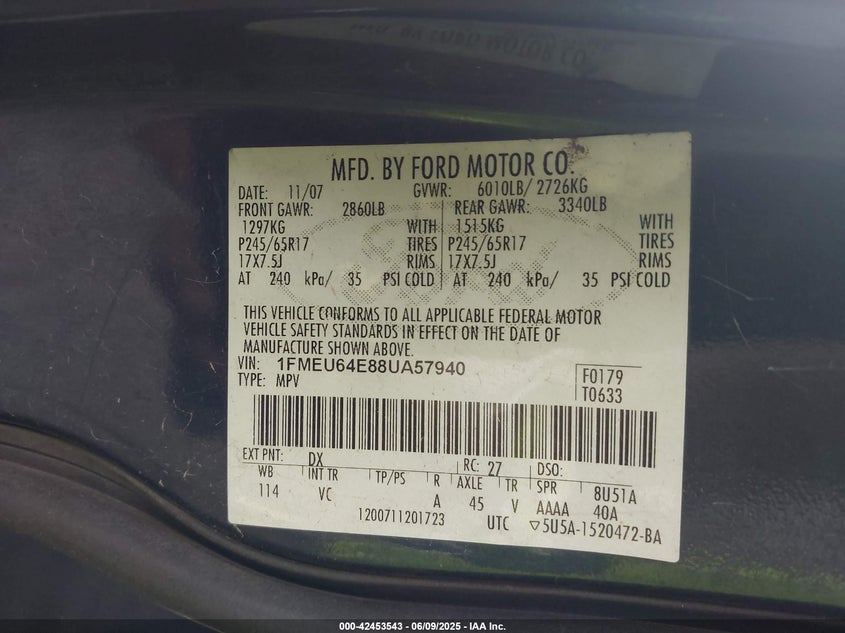 MFD. BY FORD MOTOR CO.
DATE: 11/07 GVWR: 6010LB/ 2726KG
FRONT GAWR: 2860LB REAR GAWR: 3340LB
1297KG WITH 1515KG WITH
P245/65R17 TIRES P245/65R17 TIRES
17X7.5J RIMS 17X7.5J RIMS
AT 240 kPa/ 35 PSI COLD AT 240 kPa/ 35 PSI COLD
THIS VEHICLE CONFORMS TO ALL APPLICABLE FEDERAL MOTOR
VEHICLE SAFETY STANDARDS IN EFFECT ON THE DATE OF
MANUFACTURE SHOWN ABOVE.
VIN: 1FMEU64E88UA57940
TYPE: MPV
F0179
T0633
EXT PNT: DX RC: 27 DSO:
WB INT TR TP/PS R AXLE TR SPR 8U51A
114 VC A 45 V AAAA 40A
1200711201723 UTC ▽5U5A-1520472-BA
000-42453543 - 06/09/2025 - IAA Inc.